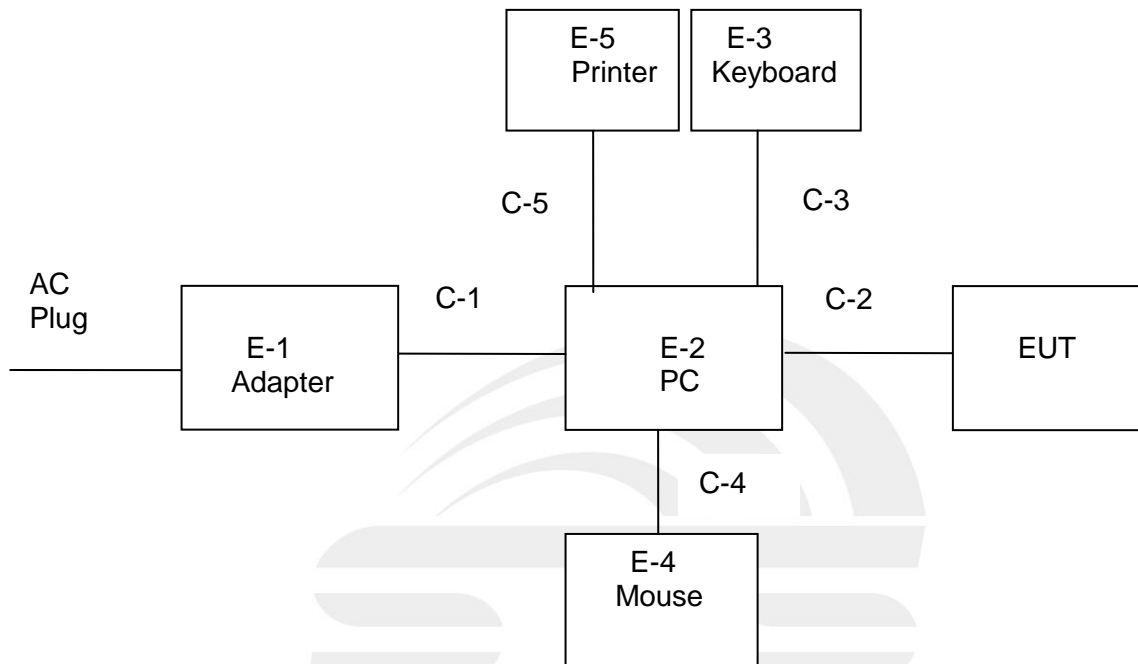 E-5
Printer
E-3
Keyboard
C-5
C-3
AC
Plug
C-1
C-2
E-1
Adapter
E-2
PC
EUT
C-4
E-4
Mouse